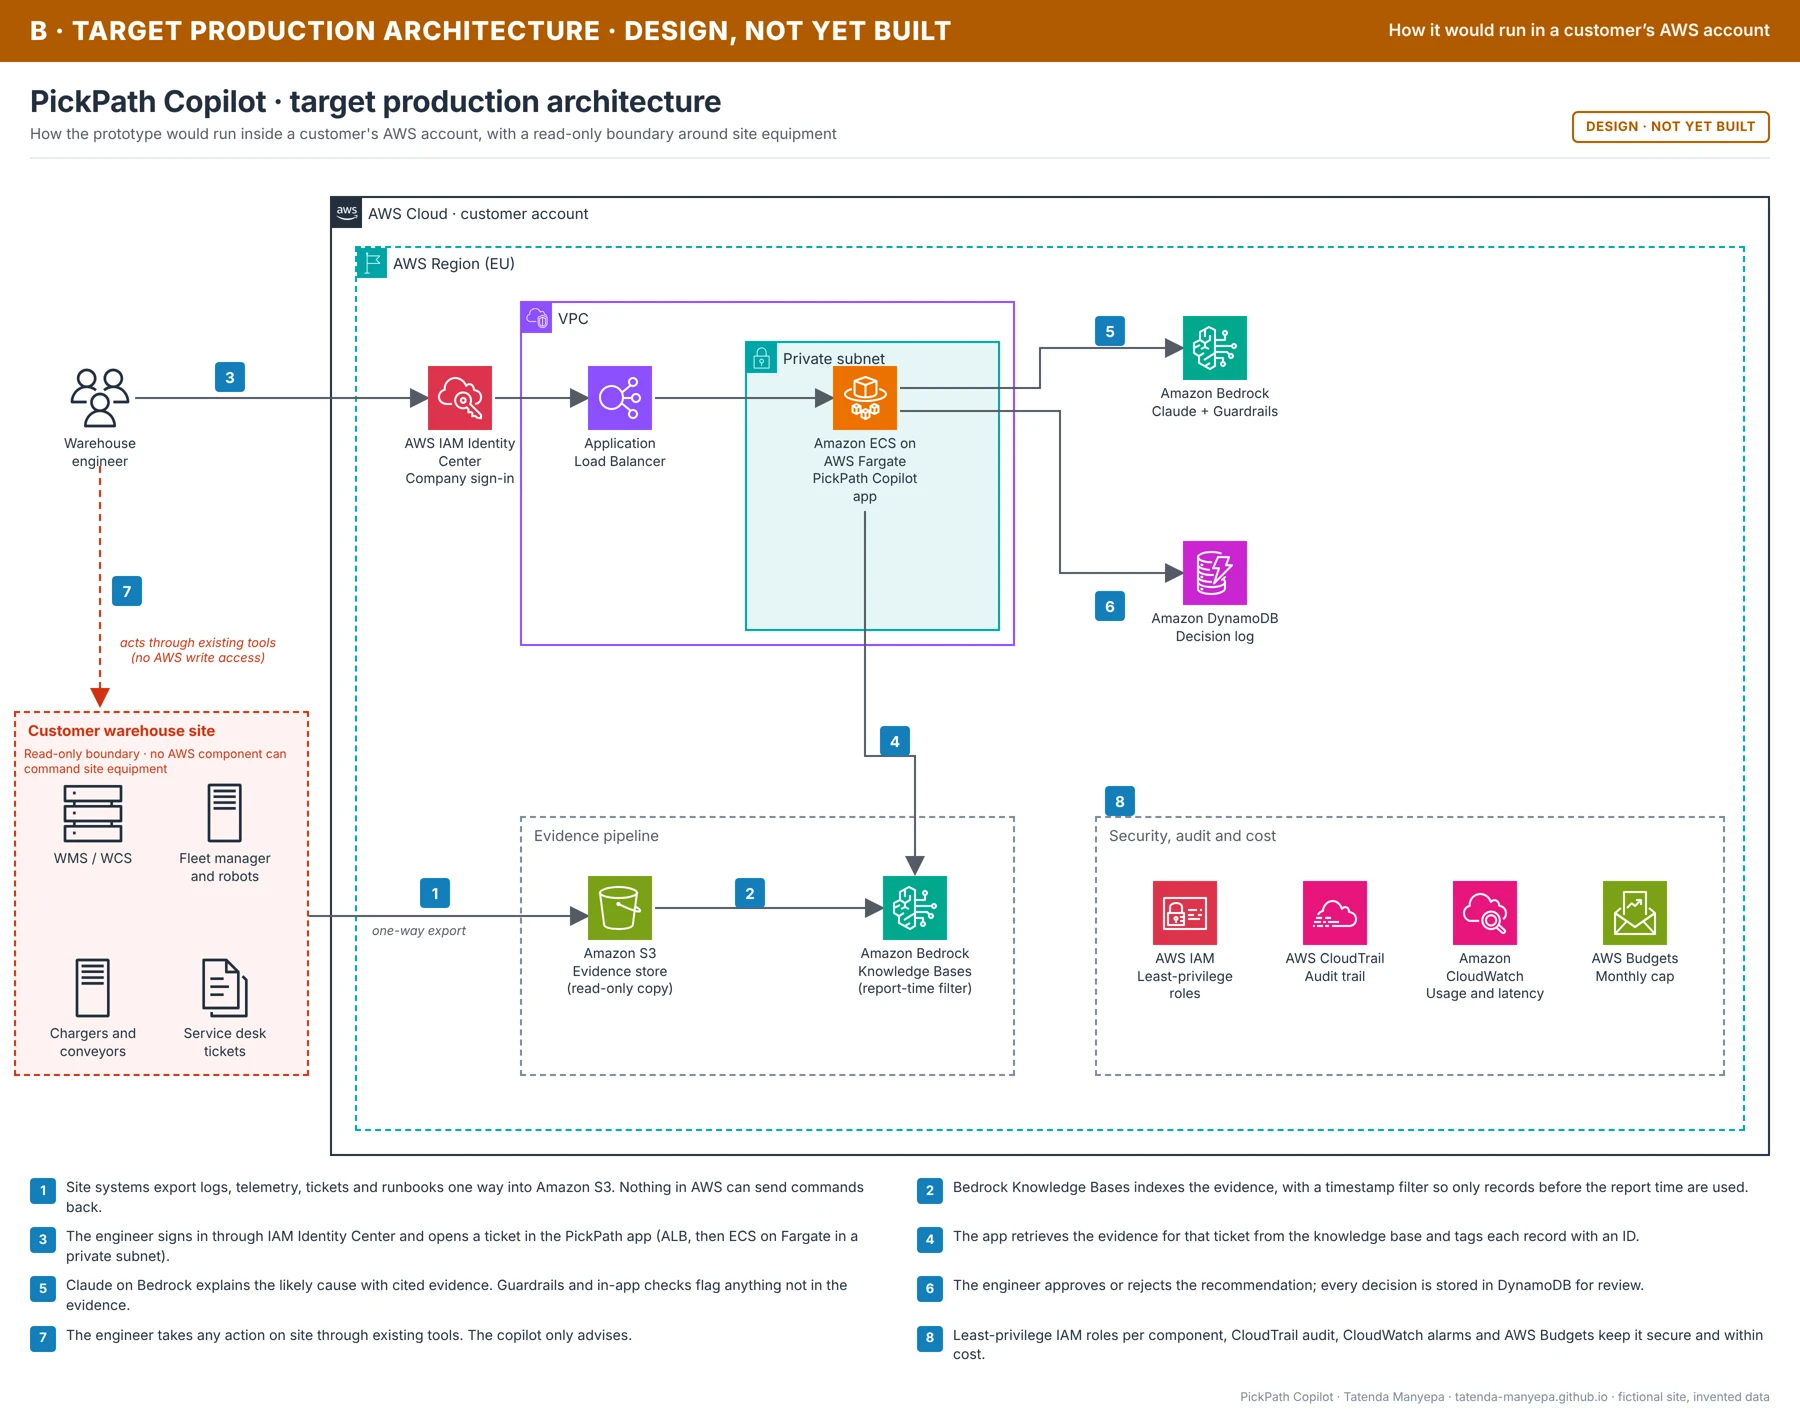 B · TARGET PRODUCTION ARCHITECTURE · DESIGN, NOT YET BUILT
How it would run in a customer’s AWS account
PickPath Copilot · target production architecture
How the prototype would run inside a customer's AWS account, with a read-only boundary around site equipment
DESIGN · NOT YET BUILT
aws
AWS Cloud · customer account
AWS Region (EU)
VPC
Private subnet
3
5
Warehouse
engineer
AWS IAM Identity
Center
Company sign-in
Application
Load Balancer
Amazon ECS on
AWS Fargate
PickPath Copilot
app
Amazon Bedrock
Claude + Guardrails
7
acts through existing tools
(no AWS write access)
6
Amazon DynamoDB
Decision log
Customer warehouse site
Read-only boundary · no AWS component can
command site equipment
WMS / WCS
Fleet manager
and robots
Chargers and
conveyors
Service desk
tickets
4
1
one-way export
Evidence pipeline
2
Amazon S3
Evidence store
(read-only copy)
Amazon Bedrock
Knowledge Bases
(report-time filter)
8
Security, audit and cost
AWS IAM
Least-privilege
roles
AWS CloudTrail
Audit trail
Amazon
CloudWatch
Usage and latency
AWS Budgets
Monthly cap
1 Site systems export logs, telemetry, tickets and runbooks one way into Amazon S3. Nothing in AWS can send commands
back.
2 Bedrock Knowledge Bases indexes the evidence, with a timestamp filter so only records before the report time are used.
3 The engineer signs in through IAM Identity Center and opens a ticket in the PickPath app (ALB, then ECS on Fargate in a
private subnet).
4 The app retrieves the evidence for that ticket from the knowledge base and tags each record with an ID.
5 Claude on Bedrock explains the likely cause with cited evidence. Guardrails and in-app checks flag anything not in the
evidence.
6 The engineer approves or rejects the recommendation; every decision is stored in DynamoDB for review.
7 The engineer takes any action on site through existing tools. The copilot only advises.
8 Least-privilege IAM roles per component, CloudTrail audit, CloudWatch alarms and AWS Budgets keep it secure and within
cost.
PickPath Copilot · Tatenda Manyepa · tatenda-manyepa.github.io · fictional site, invented data